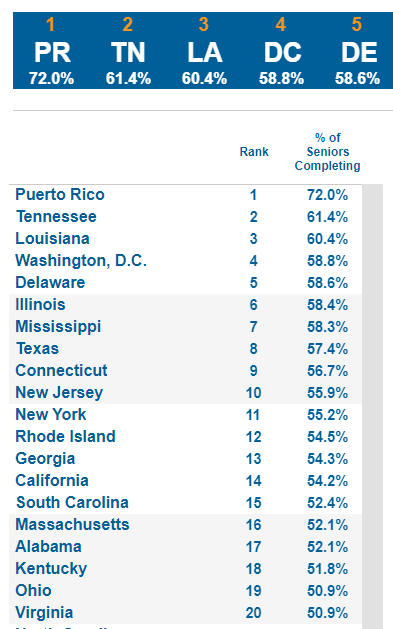 1 2 3 4 5
PR TN LA DC DE
72.0% 61.4% 60.4% 58.8% 58.6%
% of
Rank Seniors
Completing
Puerto Rico 1 72.0%
Tennessee 2 61.4%
Louisiana 3 60.4%
Washington, D.C. 4 58.8%
Delaware 5 58.6%
Illinois 6 58.4%
Mississippi 7 58.3%
Texas 8 57.4%
Connecticut 9 56.7%
New Jersey 10 55.9%
New York 11 55.2%
Rhode Island 12 54.5%
Georgia 13 54.3%
California 14 54.2%
South Carolina 15 52.4%
Massachusetts 16 52.1%
Alabama 17 52.1%
Kentucky 18 51.8%
Ohio 19 50.9%
Virginia 20 50.9%